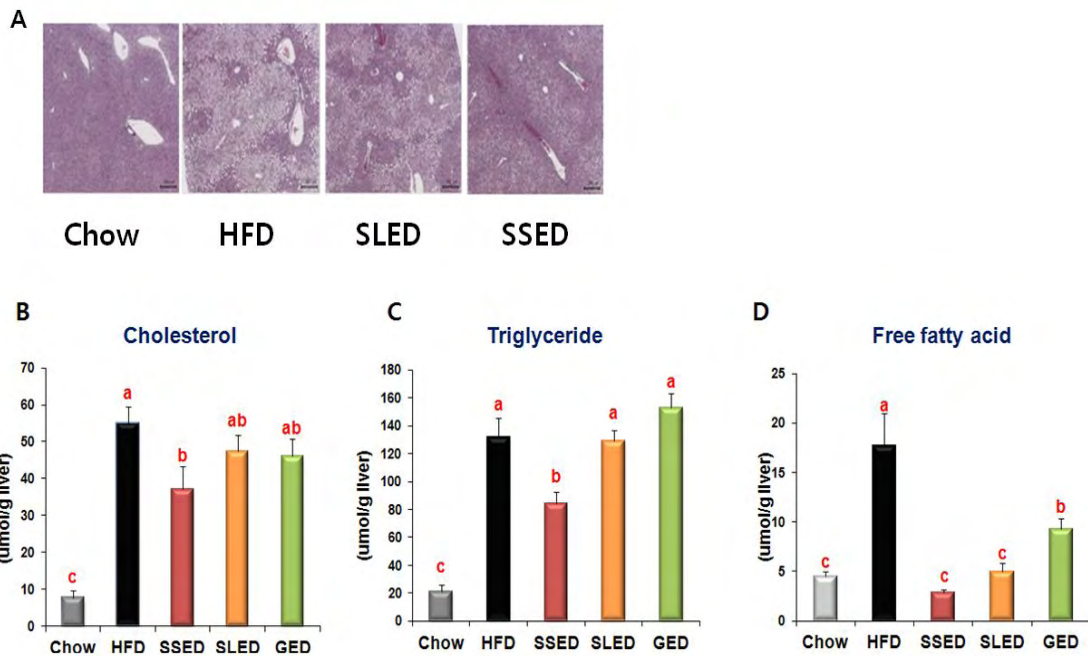 A
Chow HFD SLED SSED
B
Cholesterol
(umol/g liver)
70
60
50
40
30
20
10
0
c
a
b
ab
ab
Chow HFD SSED SLED GED
C
Triglyceride
(umol/g liver)
180
160
140
120
100
80
60
40
20
0
c
a
b
a
a
Chow HFD SSED SLED GED
D
Free fatty acid
(umol/g liver)
25
20
15
10
5
0
a
c
c
b
Chow HFD SSED SLED GED